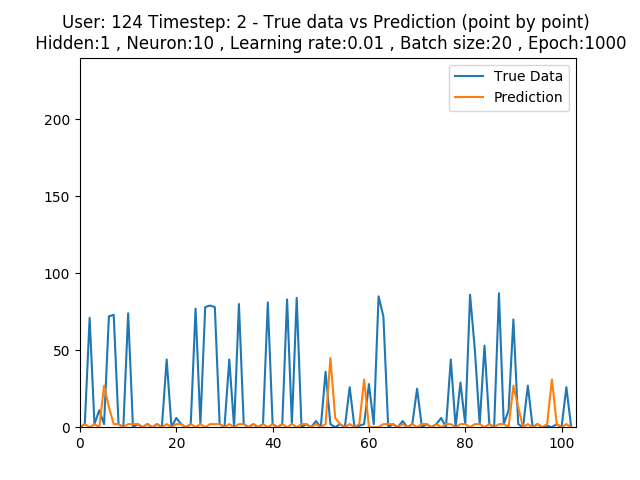 User: 124 Timestep: 2 - True data vs Prediction (point by point)
Hidden:1 , Neuron:10 , Learning rate:0.01 , Batch size:20 , Epoch:1000
True Data
Prediction
200
150
100
50
0
0 20 40 60 80 100